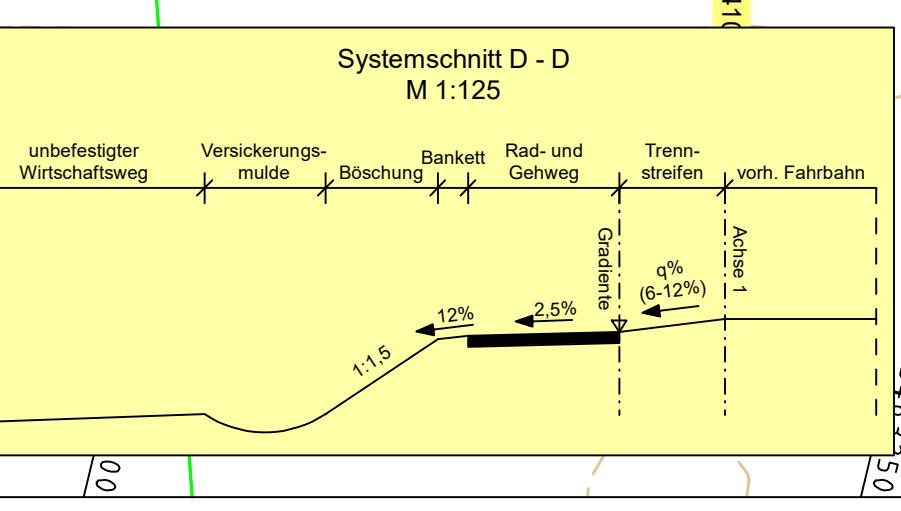 410
Systemschnitt D - D
M 1:125
unbefestigter
Wirtschaftsweg
Versickerungs-
mulde
Böschung
Bankett
Rad- und
Gehweg
Trenn-
streifen
vorh. Fahrbahn
Gradiente
Achse 1
q%
(6-12%)
2,5%
12%
1:1,5
00
50